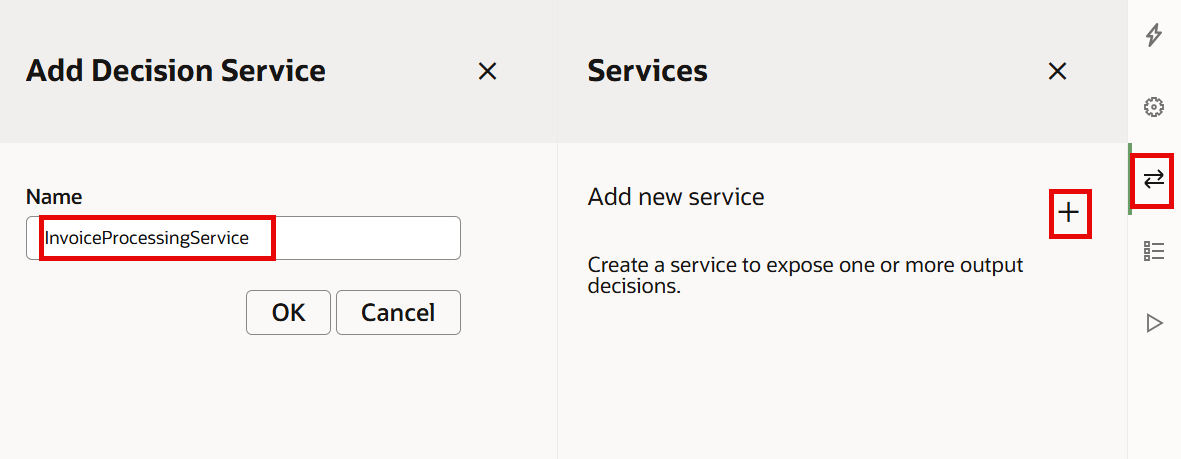 Add Decision Service
Name
InvoiceProcessingService
OK
Cancel
Services
Add new service
Create a service to expose one or more output
decisions.